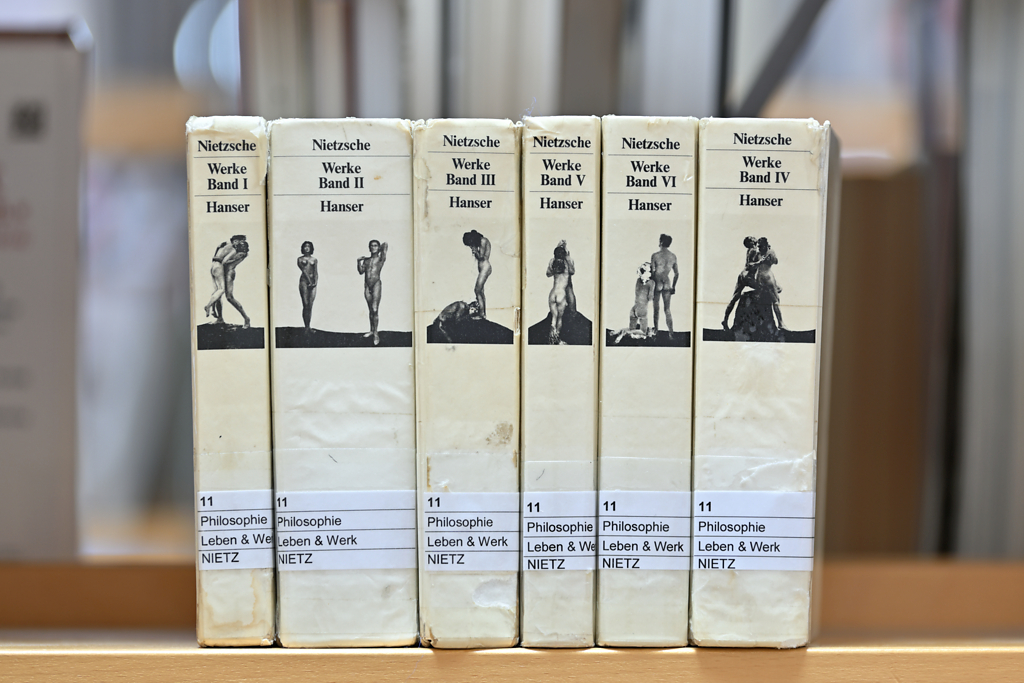 Nietzsche
Werke
Band I
Hanser
11
Philosophie
Leben & We
NIETZ
Nietzsche
Werke
Band II
Hanser
11
Philosophie
Leben & Werk
NIETZ
Nietzsche
Werke
Band III
Hanser
11
Philosophie
Leben & Werk
NIETZ
Nietzsche
Werke
Band V
Hanser
11
Philosophie
Leben & We
NIETZ
Nietzsche
Werke
Band VI
Hanser
11
Philosophie
Leben & Werk
NIETZ
Nietzsche
Werke
Band IV
Hanser
11
Philosophie
Leben & Werk
NIETZ